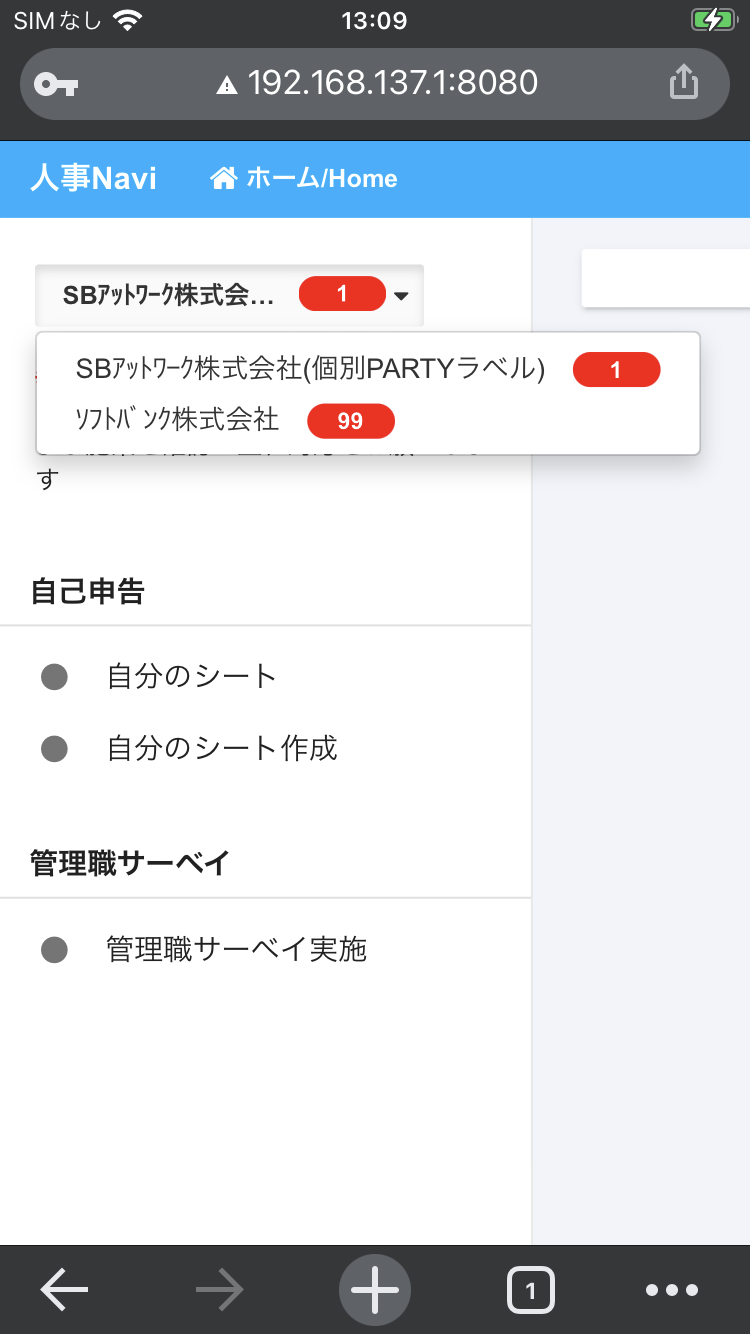 SIMなし
13:09
192.168.137.1:8080
人事Navi ホーム/Home
SBｱｯﾄﾜｰｸ株式会... 1
SBｱｯﾄﾜｰｸ株式会社(個別PARTYラベル) 1
ｿﾌﾄﾊﾞﾝｸ株式会社 99
す
自己申告
自分のシート
自分のシート作成
管理職サーベイ
管理職サーベイ実施
1